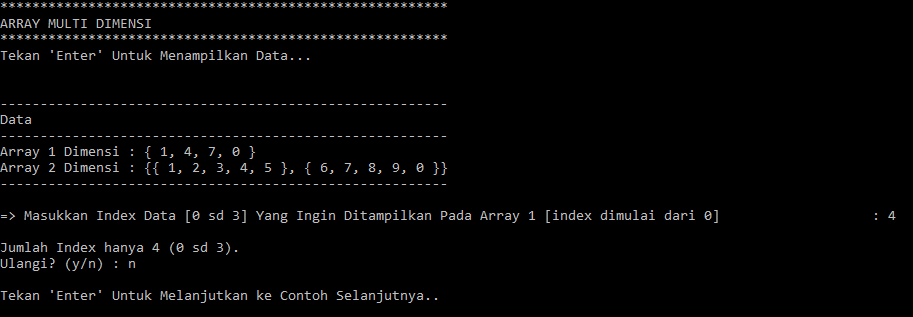 ********************************************************
ARRAY MULTI DIMENSI
********************************************************
Tekan 'Enter' Untuk Menampilkan Data...
--------------------------------------------------------
Data
--------------------------------------------------------
Array 1 Dimensi : { 1, 4, 7, 0 }
Array 2 Dimensi : {{ 1, 2, 3, 4, 5 }, { 6, 7, 8, 9, 0 }}
--------------------------------------------------------
=> Masukkan Index Data [0 sd 3] Yang Ingin Ditampilkan Pada Array 1 [index dimulai dari 0] : 4
Jumlah Index hanya 4 (0 sd 3).
Ulangi? (y/n) : n
Tekan 'Enter' Untuk Melanjutkan ke Contoh Selanjutnya..